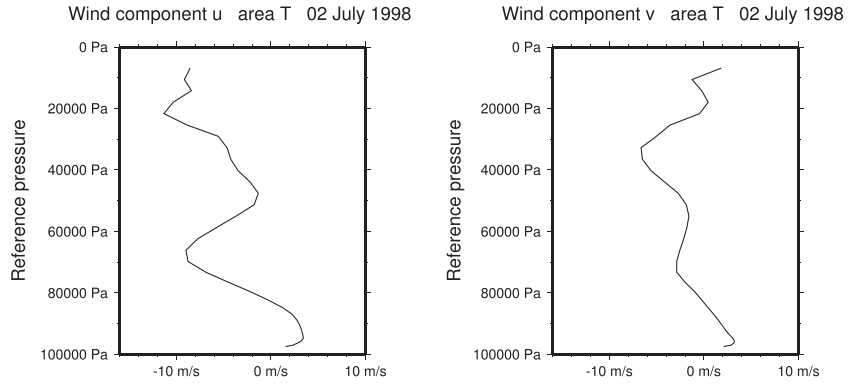 Wind component u area T 02 July 1998
0 Pa
20000 Pa
40000 Pa
60000 Pa
80000 Pa
100000 Pa
Reference pressure
-10 m/s 0 m/s 10 m/s
Wind component v area T 02 July 1998
0 Pa
20000 Pa
40000 Pa
60000 Pa
80000 Pa
100000 Pa
Reference pressure
-10 m/s 0 m/s 10 m/s